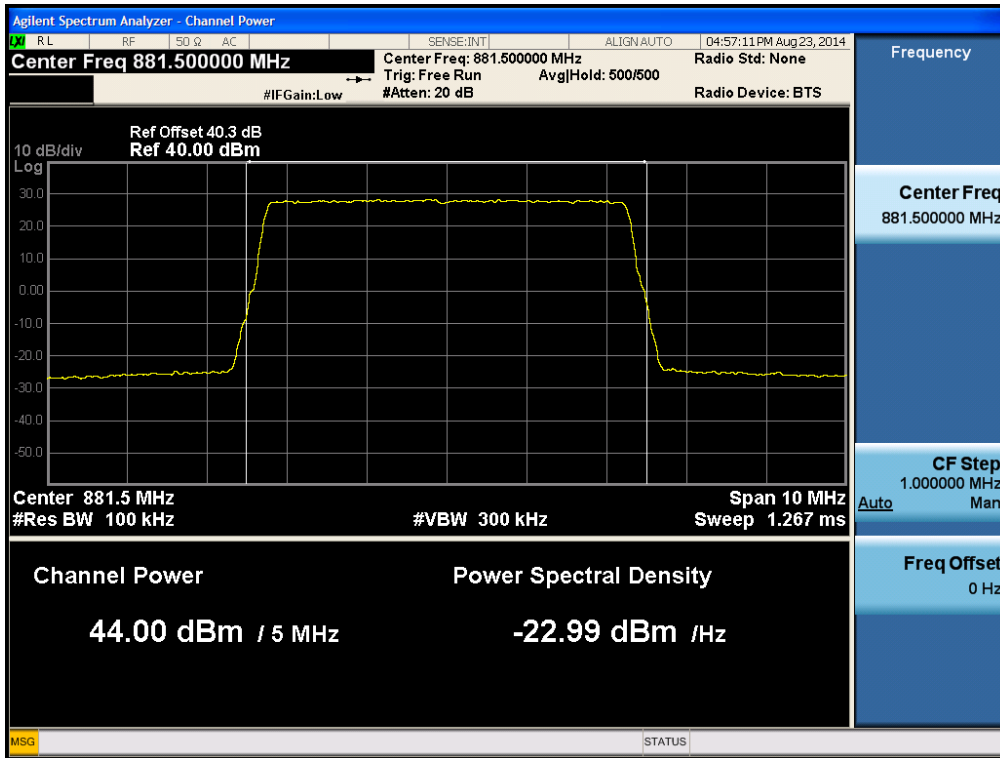 Agilent Spectrum Analyzer - Channel Power
LXI RL RF 50 Ω AC SENSE:INT ALIGN AUTO 04:57:11 PM Aug 23, 2014
Center Freq 881.500000 MHz
Center Freq: 881.500000 MHz
Radio Std: None
Trig: Free Run Avg|Hold: 500/500
#IFGain:Low
#Atten: 20 dB
Radio Device: BTS
Ref Offset 40.3 dB
10 dB/div Ref 40.00 dBm
Log
30.0
20.0
10.0
0.00
-10.0
-20.0
-30.0
-40.0
-50.0
Center 881.5 MHz Span 10 MHz
#Res BW 100 kHz #VBW 300 kHz Sweep 1.267 ms
Channel Power Power Spectral Density
44.00 dBm / 5 MHz -22.99 dBm /Hz
Frequency
Center Freq
881.500000 MHz
CF Step
1.000000 MHz
Auto Man
Freq Offset
0 Hz
MSG STATUS